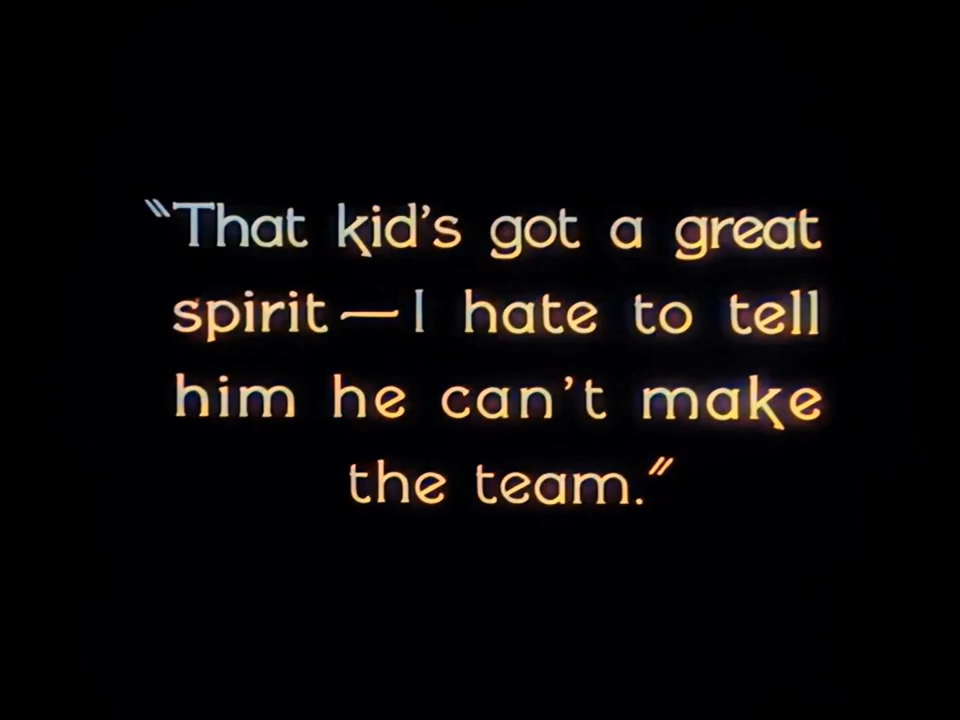 "That kid's got a great
spirit — I hate to tell
him he can't make
the team."